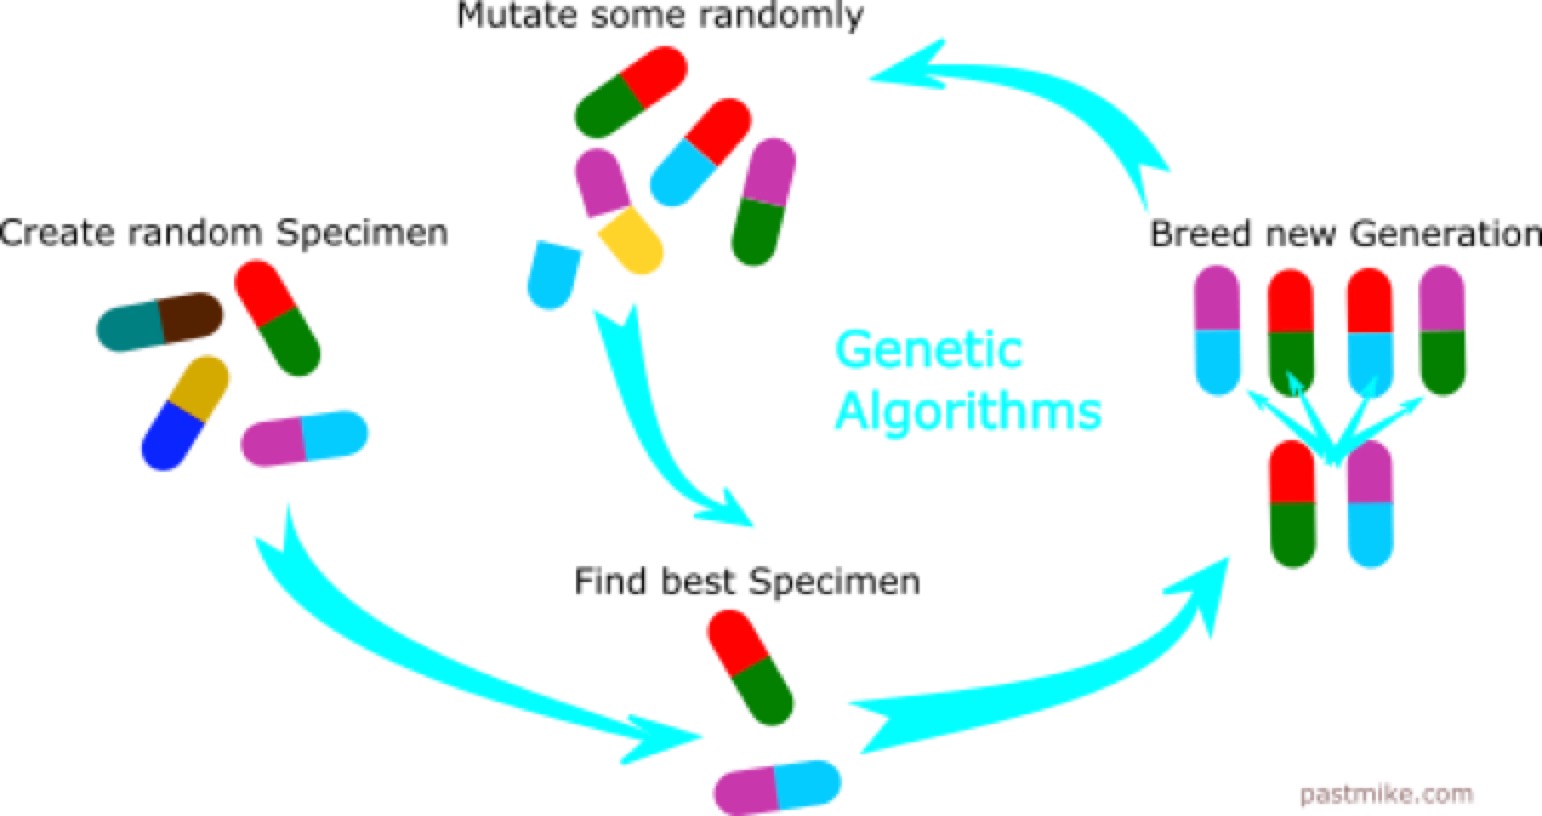 Mutate some randomly
Create random Specimen
Breed new Generation
Genetic
Algorithms
Find best Specimen
pastmike.com